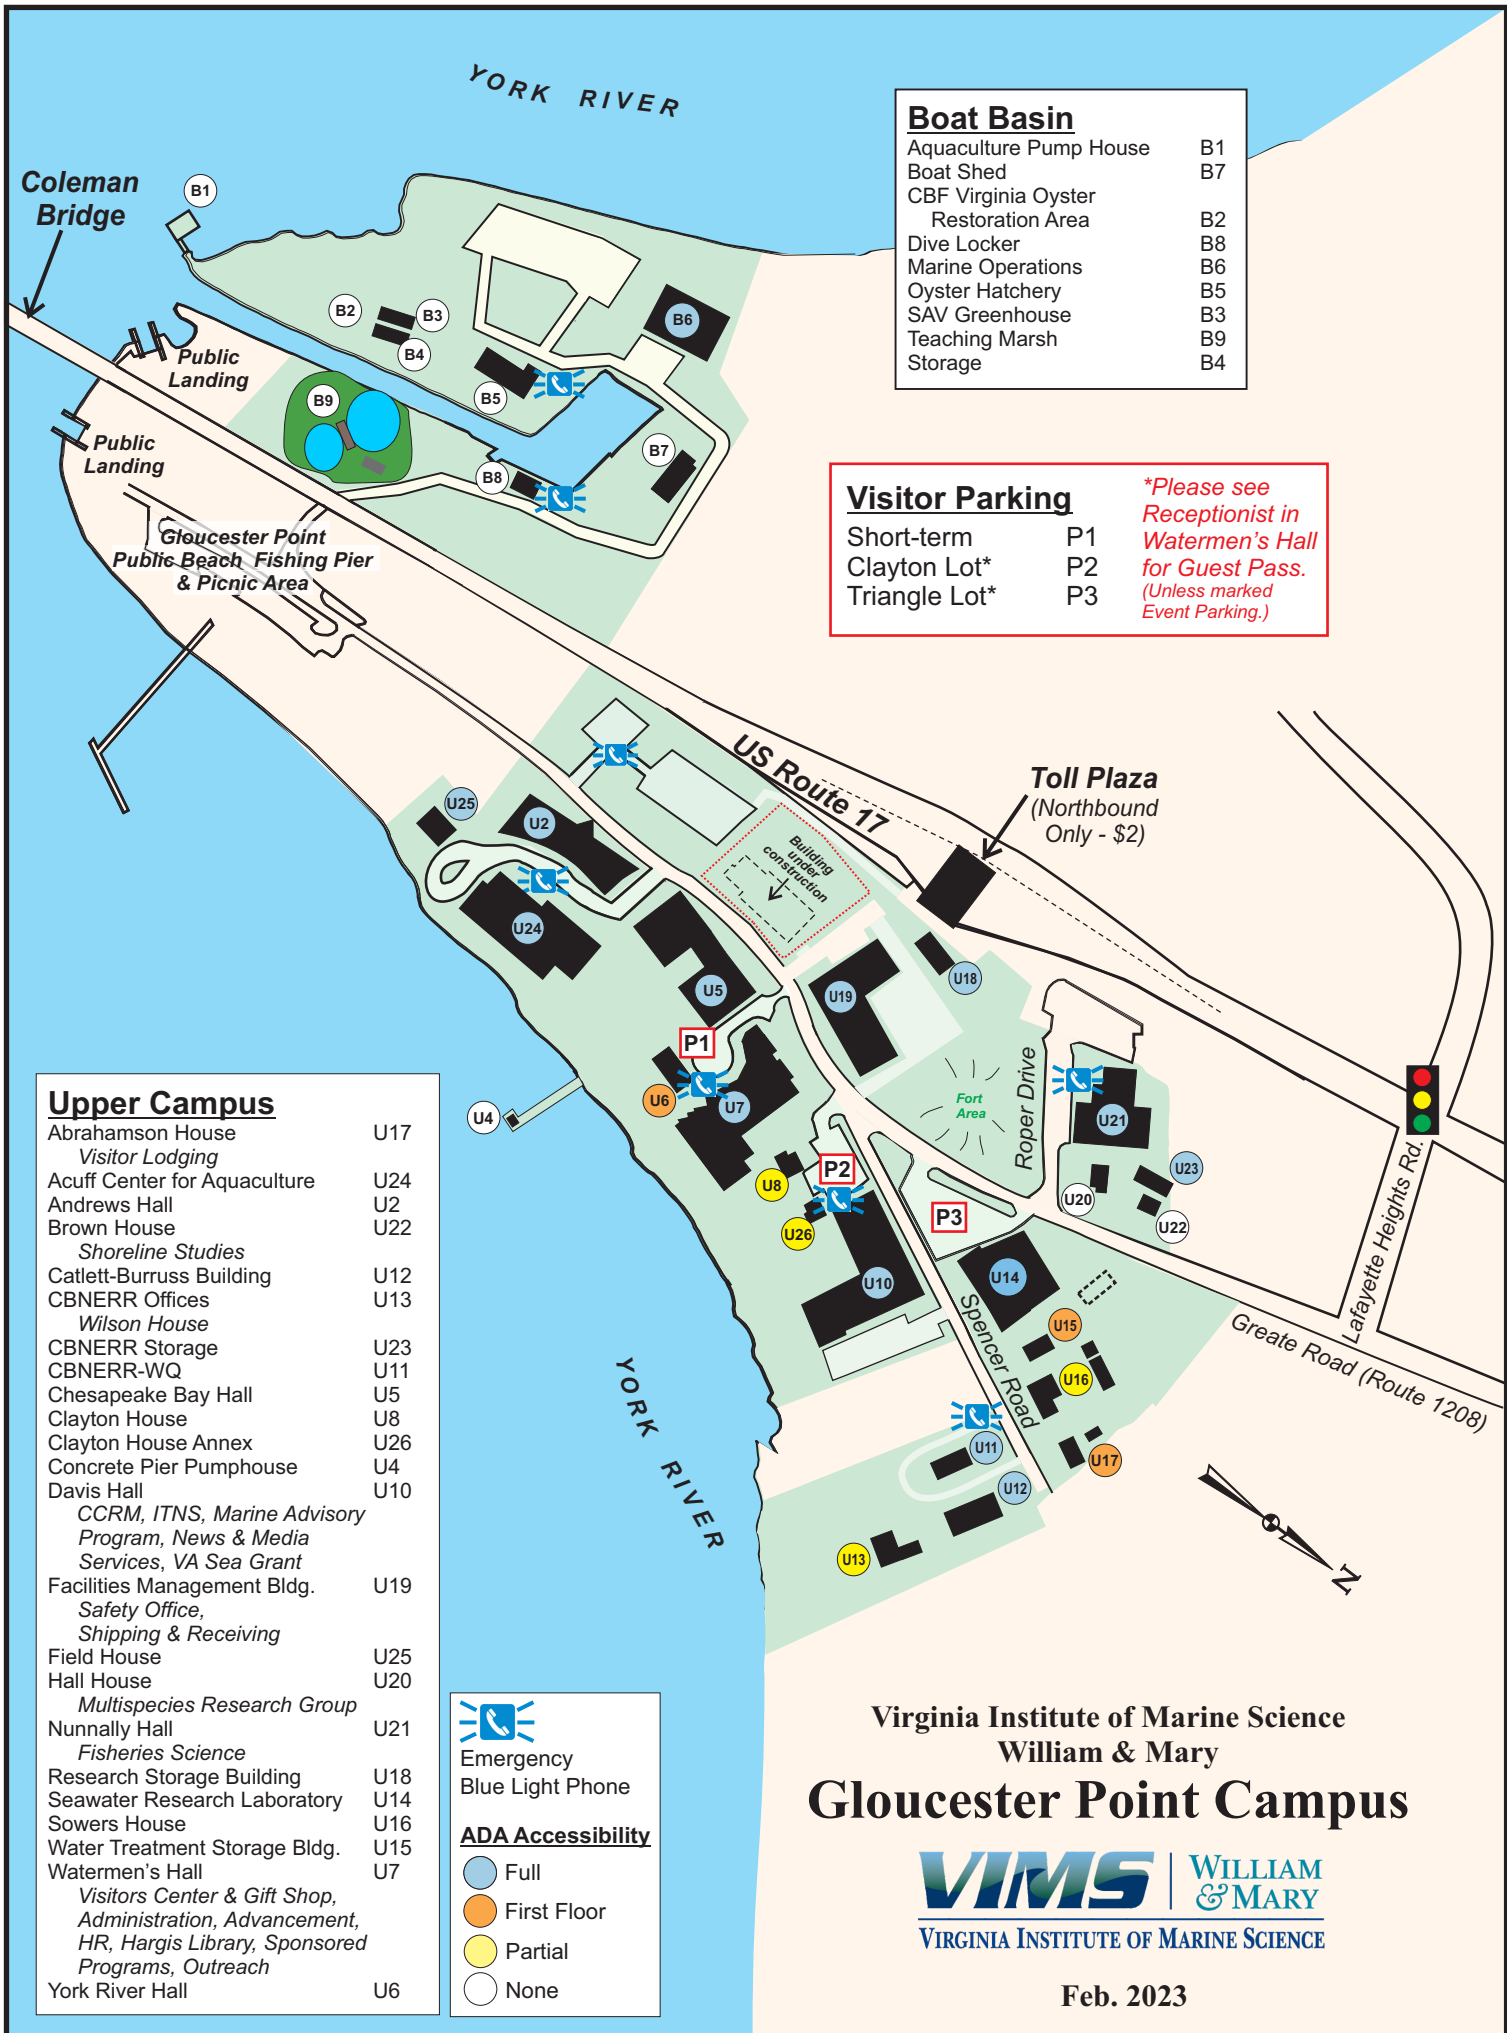 YORK RIVER
Boat Basin
Aquaculture Pump House B1
Boat Shed B7
CBF Virginia Oyster
Restoration Area B2
Dive Locker B8
Marine Operations B6
Oyster Hatchery B5
SAV Greenhouse B3
Teaching Marsh B9
Storage B4
Coleman
Bridge
B1
B2
B3
B4
B6
B5
Public
Landing
B9
Public
Landing
B7
B8
Gloucester Point
Public Beach Fishing Pier
& Picnic Area
Visitor Parking
Short-term P1
Clayton Lot* P2
Triangle Lot* P3
*Please see
Receptionist in
Watermen's Hall
for Guest Pass.
(Unless marked
Event Parking.)
US Route 17
Toll Plaza
(Northbound
Only - $2)
Building
under
construction
U25
U2
U24
U5
U19
U18
P1
U6
U7
U4
Fort
Area
Roper Drive
U21
U23
U20
U22
P2
U8
U26
P3
U10
U14
Spencer Road
U15
U16
U11
U17
U12
U13
Lafayette Heights Rd.
Greate Road (Route 1208)
YORK RIVER
N
Upper Campus
Abrahamson House U17
Visitor Lodging
Acuff Center for Aquaculture U24
Andrews Hall U2
Brown House U22
Shoreline Studies
Catlett-Burruss Building U12
CBNERR Offices U13
Wilson House
CBNERR Storage U23
CBNERR-WQ U11
Chesapeake Bay Hall U5
Clayton House U8
Clayton House Annex U26
Concrete Pier Pumphouse U4
Davis Hall U10
CCRM, ITNS, Marine Advisory
Program, News & Media
Services, VA Sea Grant
Facilities Management Bldg. U19
Safety Office,
Shipping & Receiving
Field House U25
Hall House U20
Multispecies Research Group
Nunnally Hall U21
Fisheries Science
Research Storage Building U18
Seawater Research Laboratory U14
Sowers House U16
Water Treatment Storage Bldg. U15
Watermen's Hall U7
Visitors Center & Gift Shop,
Administration, Advancement,
HR, Hargis Library, Sponsored
Programs, Outreach
York River Hall U6
Emergency
Blue Light Phone
ADA Accessibility
Full
First Floor
Partial
None
Virginia Institute of Marine Science
William & Mary
Gloucester Point Campus
VIMS
WILLIAM
& MARY
VIRGINIA INSTITUTE OF MARINE SCIENCE
Feb. 2023